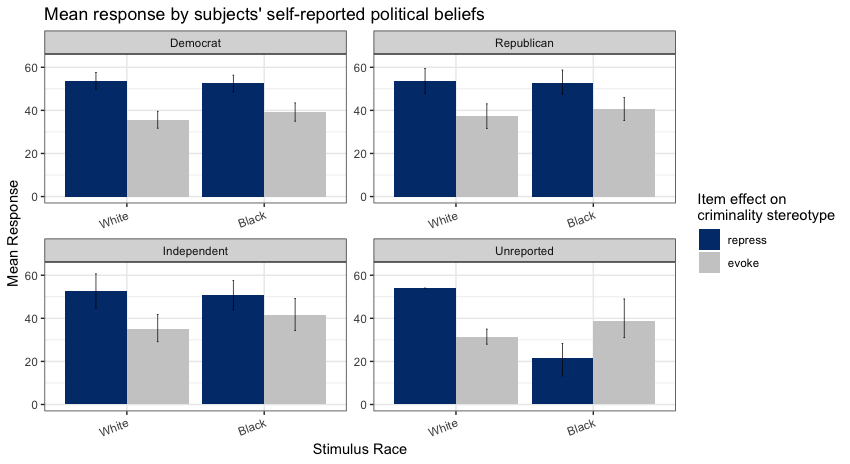 Mean response by subjects' self-reported political beliefs
Democrat
Republican
60
40
20
0
60
40
20
0
White
Black
White
Black
Independent
Unreported
60
40
20
0
60
40
20
0
White
Black
White
Black
Mean Response
Stimulus Race
Item effect on
criminality stereotype
repress
evoke